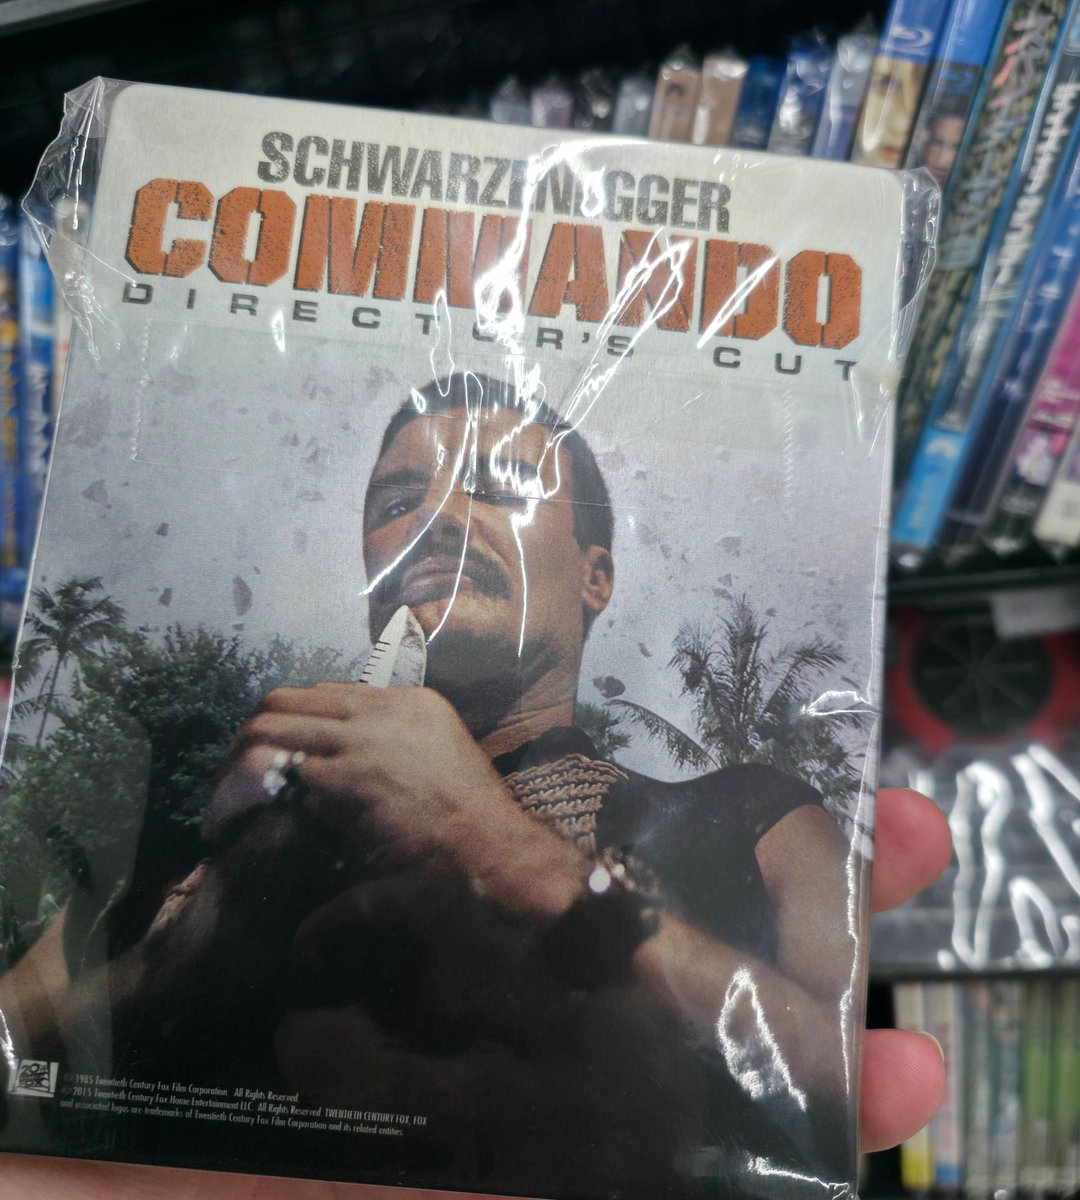 SCHWARZENEGGER
COMMANDO
DIRECTOR'S CUT
© 1985 Twentieth Century Fox Film Corporation. All Rights Reserved.
© 2015 Twentieth Century Fox Home Entertainment LLC. All Rights Reserved. TWENTIETH CENTURY FOX, FOX
and associated logos are trademarks of Twentieth Century Fox Film Corporation and its related entities.